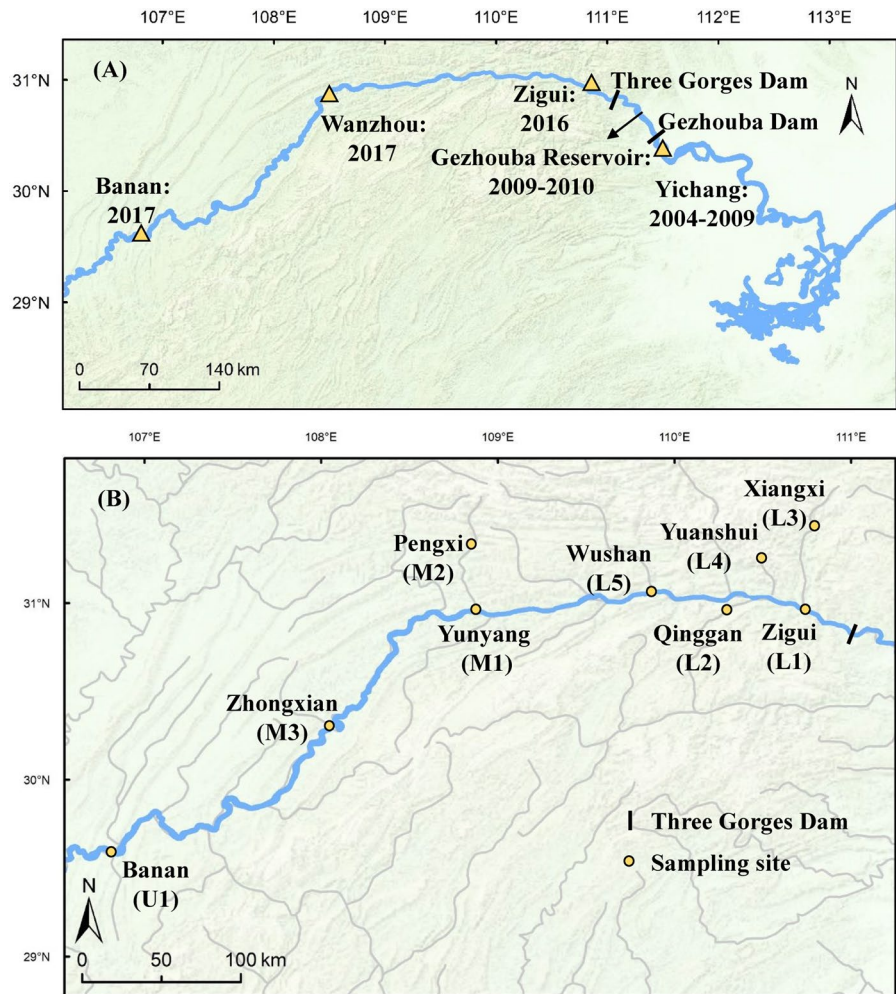 107°E 108°E 109°E 110°E 111°E 112°E 113°E
(A)
31°N
30°N
29°N
Three Gorges Dam
N
Zigui:
2016
Gezhouba Dam
Wanzhou:
2017
Gezhouba Reservoir:
2009-2010
Banan:
2017
Yichang:
2004-2009
0 70 140 km
107°E 108°E 109°E 110°E 111°E
(B)
Xiangxi
(L3)
Yuanshui
(L4)
Pengxi
(M2)
Wushan
(L5)
31°N
Yunyang
(M1)
Qinggan
(L2)
Zigui
(L1)
Zhongxian
(M3)
30°N
Three Gorges Dam
Sampling site
Banan
(U1)
N
0 50 100 km
29°N